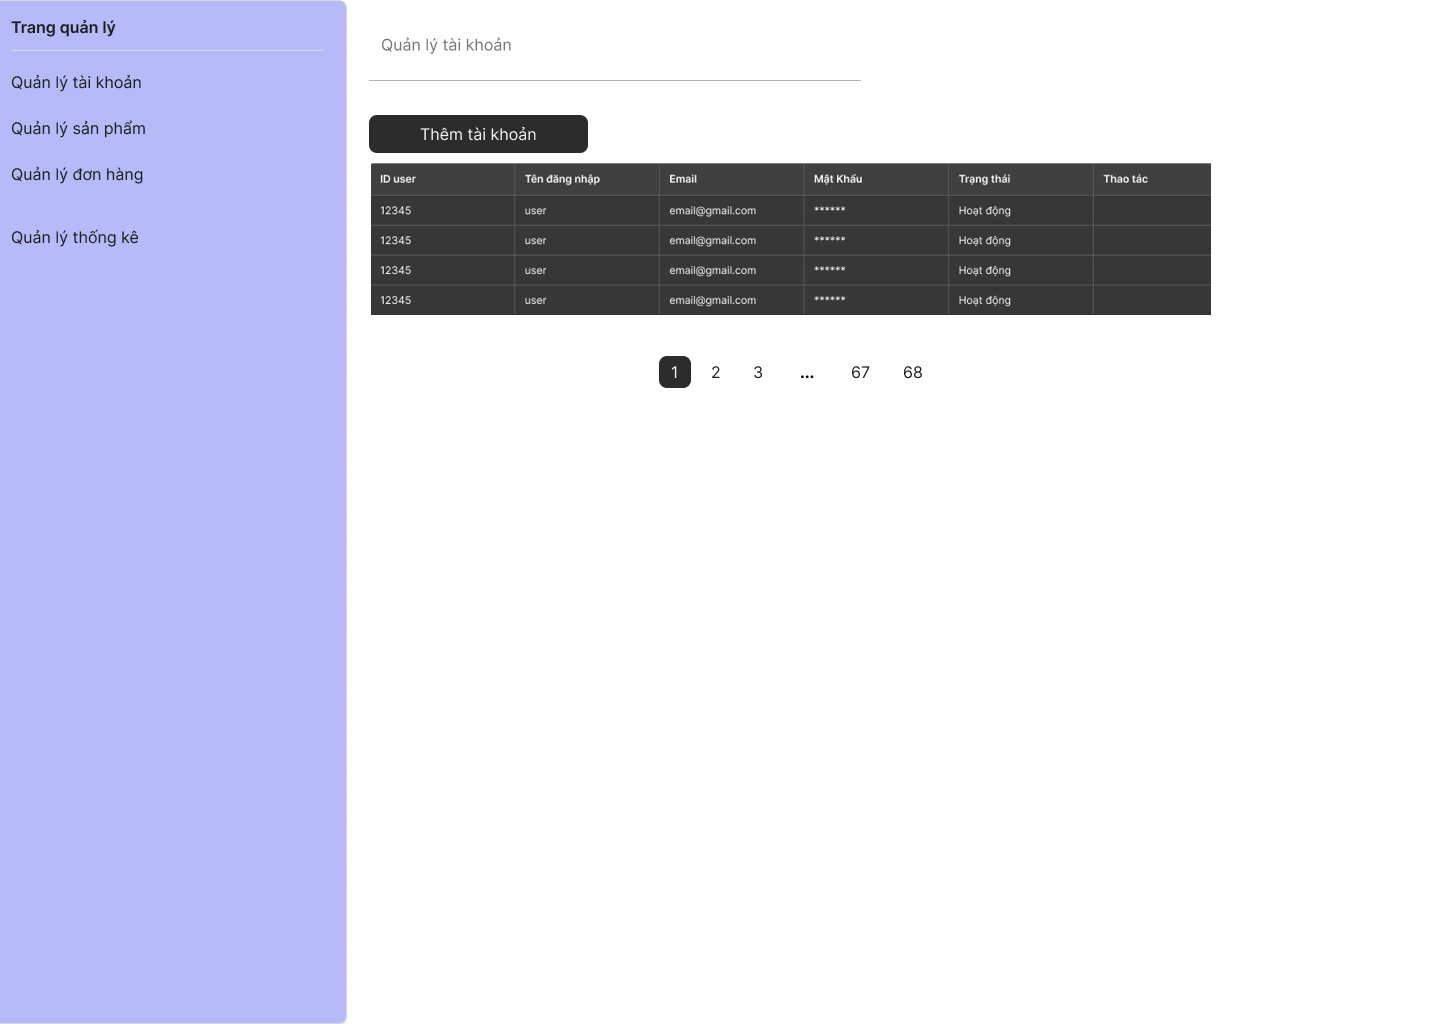 Trang quản lý
Quản lý tài khoản
Quản lý sản phẩm
Quản lý đơn hàng
Quản lý thống kê
Quản lý tài khoản
Thêm tài khoản
ID user Tên đăng nhập Email Mật Khẩu Trạng thái Thao tác
12345 user email@gmail.com ****** Hoạt động
12345 user email@gmail.com ****** Hoạt động
12345 user email@gmail.com ****** Hoạt động
12345 user email@gmail.com ****** Hoạt động
1 2 3 ... 67 68